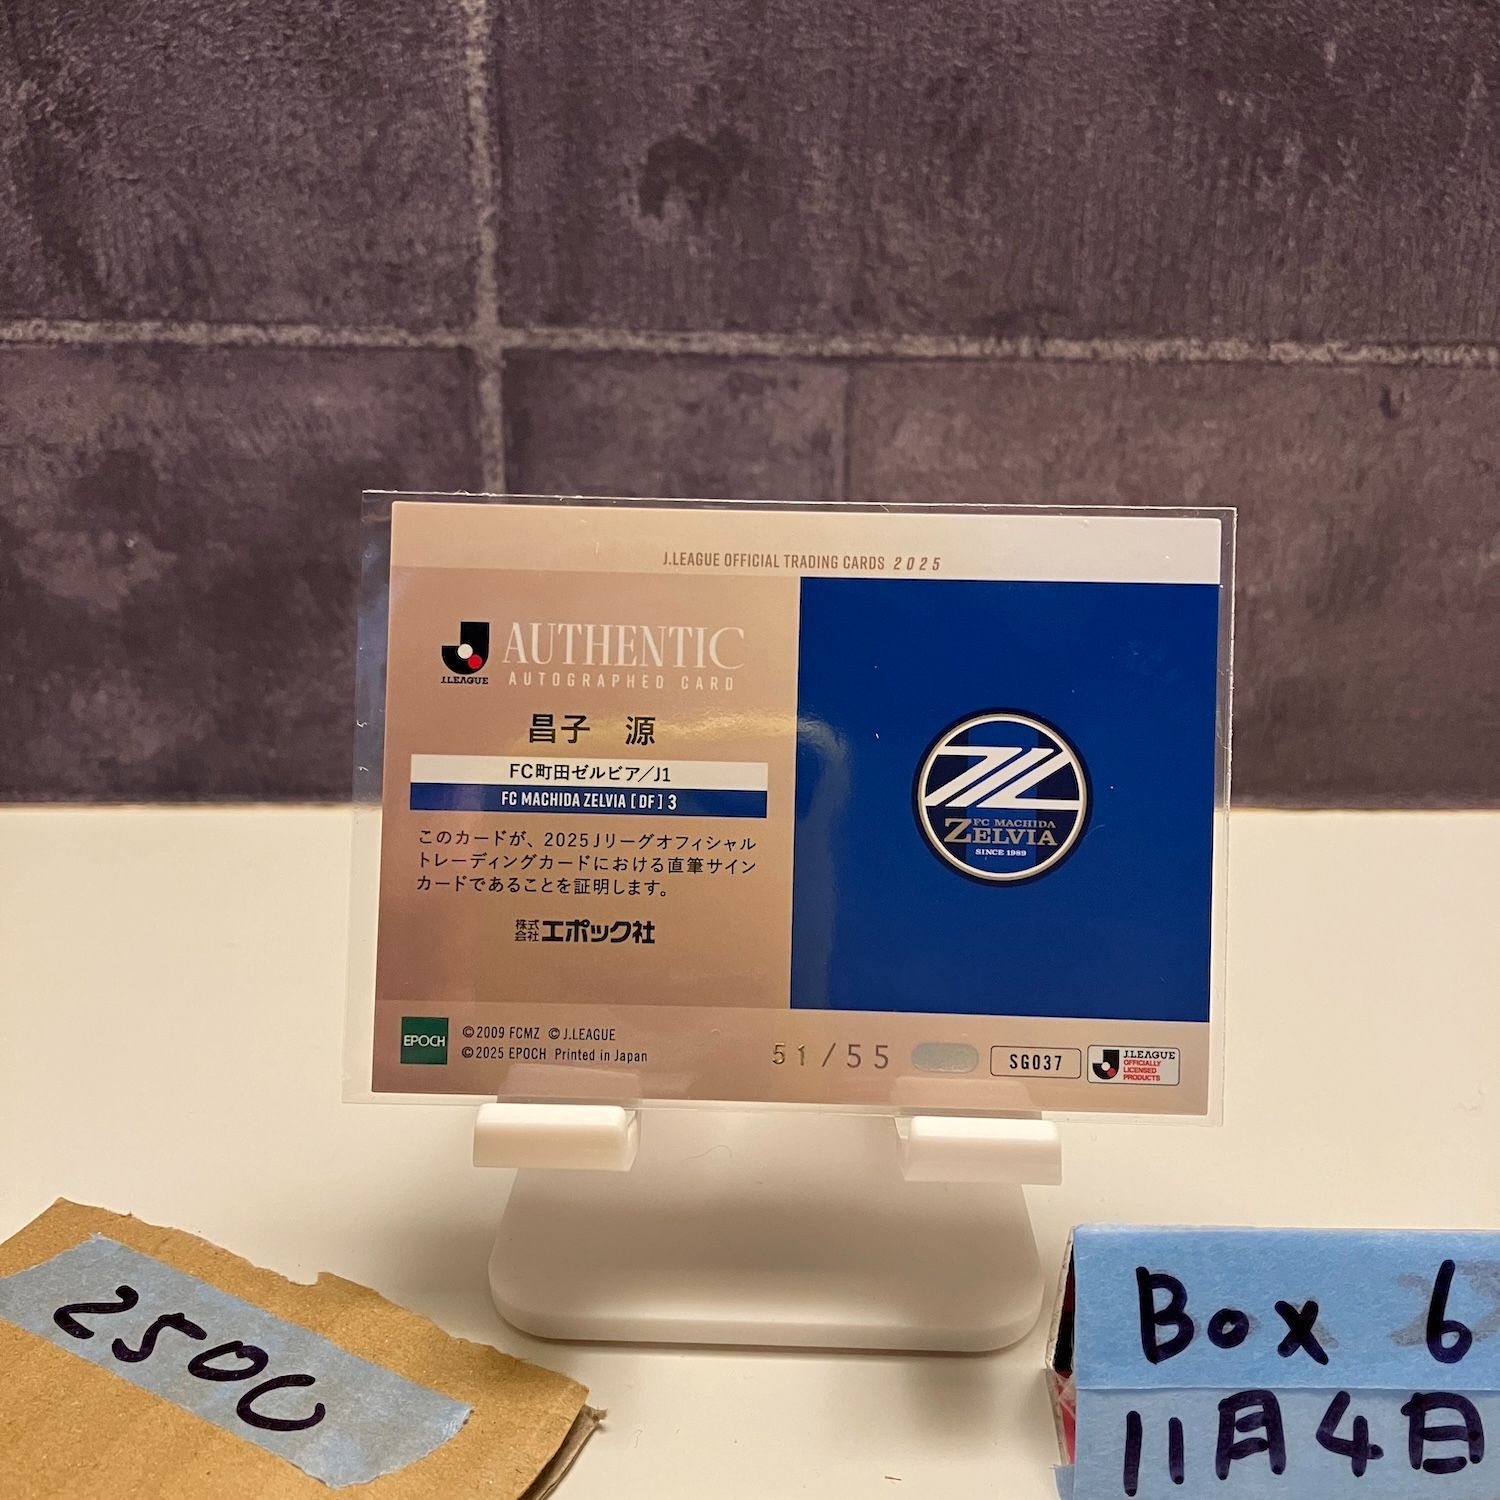 J.LEAGUE OFFICIAL TRADING CARDS 2025
J.LEAGUE
AUTHENTIC
AUTOGRAPHED CARD
昌子 源
FC町田ゼルビア/J1
FC MACHIDA ZELVIA [DF] 3
このカードが、2025Jリーグオフィシャル
トレーディングカードにおける直筆サイン
カードであることを証明します。
株式会社エポック社
FC MACHIDA
ZELVIA
SINCE 1989
EPOCH
©2009 FCMZ ©J.LEAGUE
©2025 EPOCH Printed in Japan
51/55
SG037
J.LEAGUE
OFFICIALLY
LICENSED
PRODUCTS
2500
Box 6
11月4日